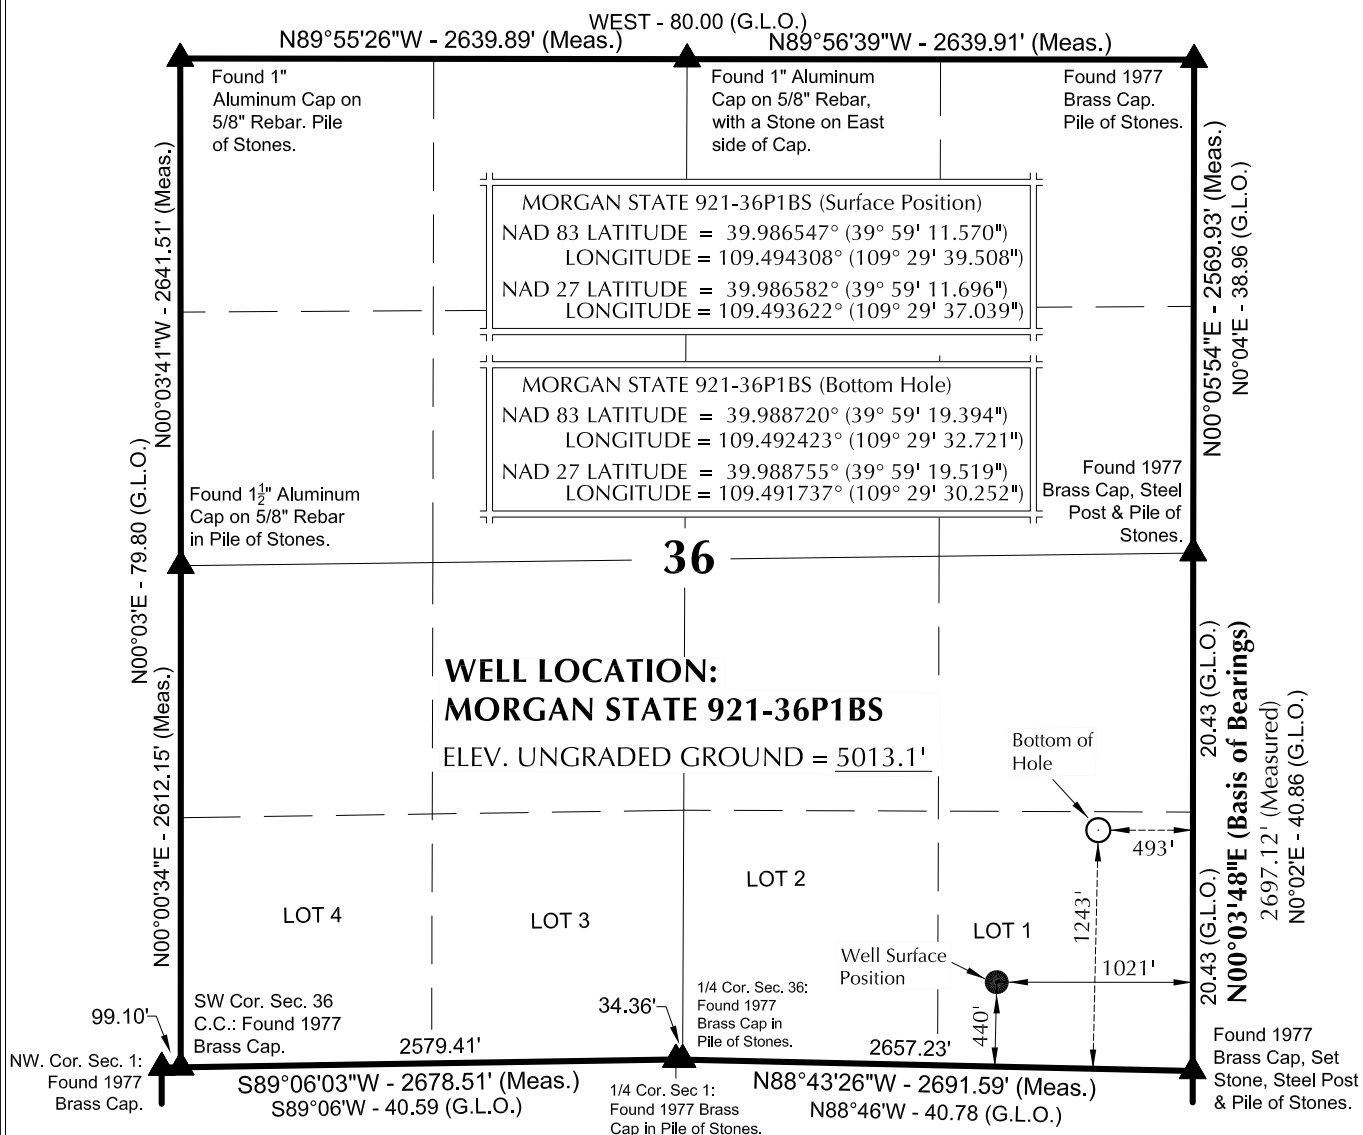 WEST - 80.00 (G.L.O.)
N89°55'26"W - 2639.89' (Meas.)
N89°56'39"W - 2639.91' (Meas.)
Found 1"
Aluminum Cap on
5/8" Rebar. Pile
of Stones.
Found 1" Aluminum
Cap on 5/8" Rebar,
with a Stone on East
side of Cap.
Found 1977
Brass Cap.
Pile of Stones.
N00°03'41"W - 2641.51' (Meas.)
N00°03'E - 79.80 (G.L.O.)
N00°05'54"E - 2569.93' (Meas.)
N0°04'E - 38.96 (G.L.O.)
MORGAN STATE 921-36P1BS (Surface Position)
NAD 83 LATITUDE = 39.986547° (39° 59' 11.570")
LONGITUDE = 109.494308° (109° 29' 39.508")
NAD 27 LATITUDE = 39.986582° (39° 59' 11.696")
LONGITUDE = 109.493622° (109° 29' 37.039")
MORGAN STATE 921-36P1BS (Bottom Hole)
NAD 83 LATITUDE = 39.988720° (39° 59' 19.394")
LONGITUDE = 109.492423° (109° 29' 32.721")
NAD 27 LATITUDE = 39.988755° (39° 59' 19.519")
LONGITUDE = 109.491737° (109° 29' 30.252")
Found 1½" Aluminum
Cap on 5/8" Rebar
in Pile of Stones.
Found 1977
Brass Cap, Steel
Post & Pile of
Stones.
36
WELL LOCATION:
MORGAN STATE 921-36P1BS
ELEV. UNGRADED GROUND = 5013.1'
N00°00'34"E - 2612.15' (Meas.)
20.43 (G.L.O.)
20.43 (G.L.O.)
N00°03'48"E (Basis of Bearings)
2697.12' (Measured)
N0°02'E - 40.86 (G.L.O.)
Bottom of
Hole
493'
1243'
LOT 4
LOT 3
LOT 2
LOT 1
Well Surface
Position
1021'
440'
99.10'
SW Cor. Sec. 36
C.C.: Found 1977
Brass Cap.
34.36'
1/4 Cor. Sec. 36:
Found 1977
Brass Cap in
Pile of Stones.
2579.41'
2657.23'
NW. Cor. Sec. 1:
Found 1977
Brass Cap.
S89°06'03"W - 2678.51' (Meas.)
S89°06'W - 40.59 (G.L.O.)
1/4 Cor. Sec 1:
Found 1977 Brass
Cap in Pile of Stones.
N88°43'26"W - 2691.59' (Meas.)
N88°46'W - 40.78 (G.L.O.)
Found 1977
Brass Cap, Set
Stone, Steel Post
& Pile of Stones.